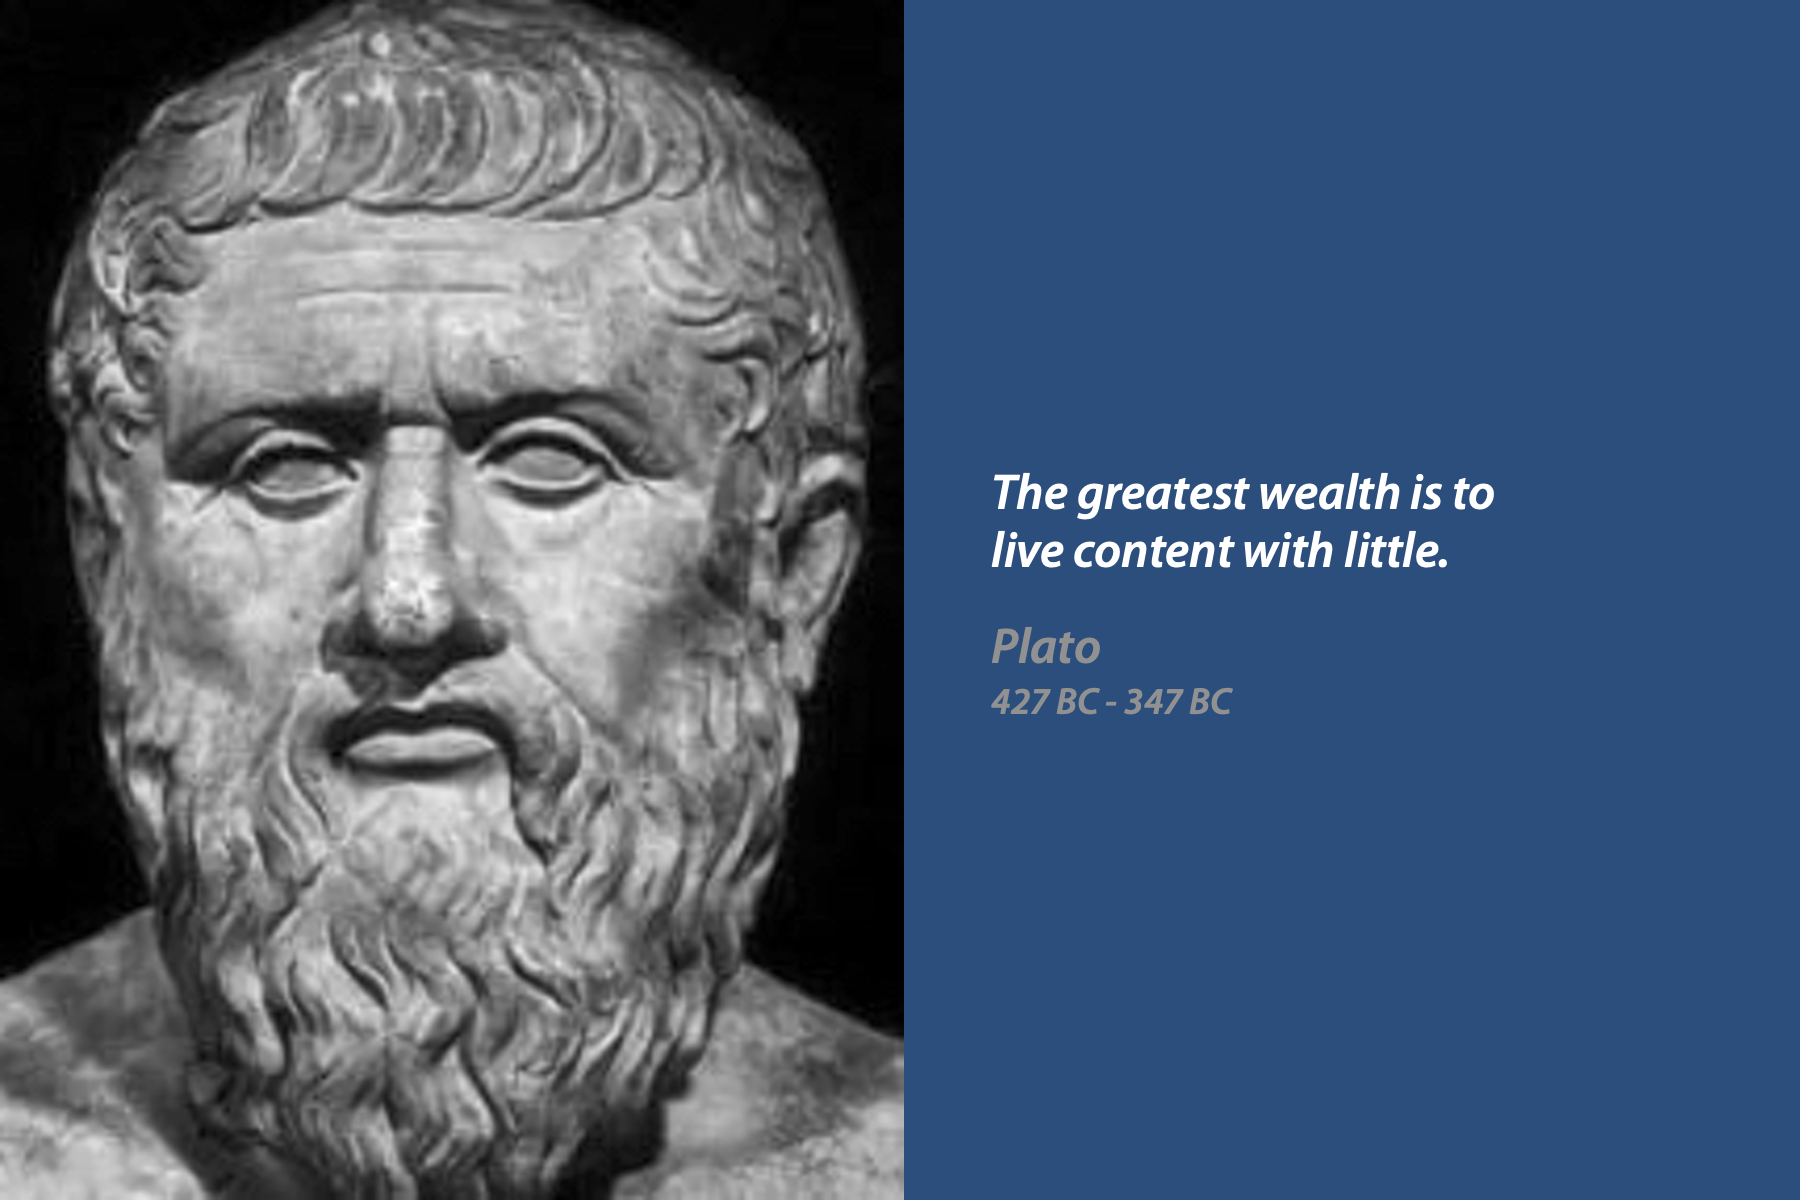 The greatest wealth is to
live content with little.
Plato
427 BC - 347 BC